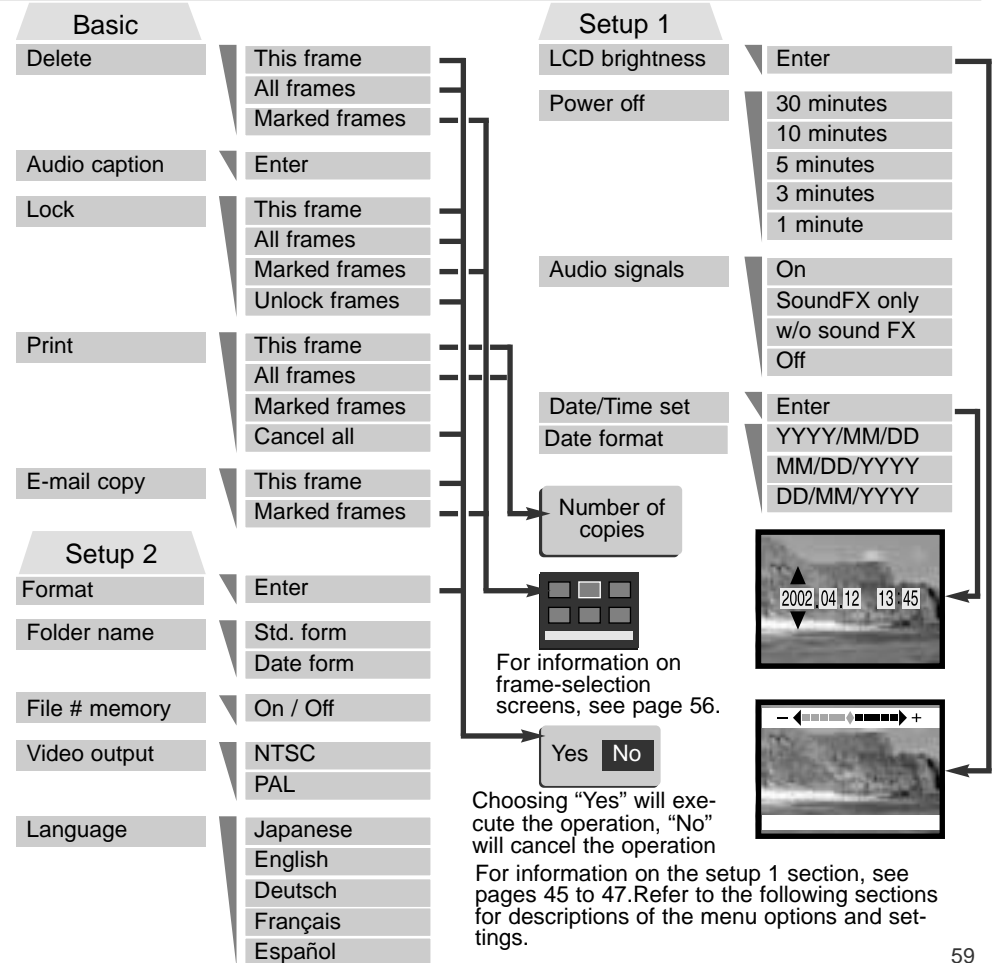 Basic
Delete
This frame
All frames
Marked frames
Audio caption
Enter
Lock
This frame
All frames
Marked frames
Unlock frames
Print
This frame
All frames
Marked frames
Cancel all
E-mail copy
This frame
Marked frames
Setup 2
Format
Enter
Folder name
Std. form
Date form
File # memory
On / Off
Video output
NTSC
PAL
Language
Japanese
English
Deutsch
Français
Español
Setup 1
LCD brightness
Enter
Power off
30 minutes
10 minutes
5 minutes
3 minutes
1 minute
Audio signals
On
SoundFX only
w/o sound FX
Off
Date/Time set
Enter
Date format
YYYY/MM/DD
MM/DD/YYYY
DD/MM/YYYY
Number of
copies
2002.04.12 13:45
For information on
frame-selection
screens, see page 56.
– +
Yes No
Choosing “Yes” will exe-
cute the operation, “No”
will cancel the operation
For information on the setup 1 section, see
pages 45 to 47.Refer to the following sections
for descriptions of the menu options and set-
tings.
59